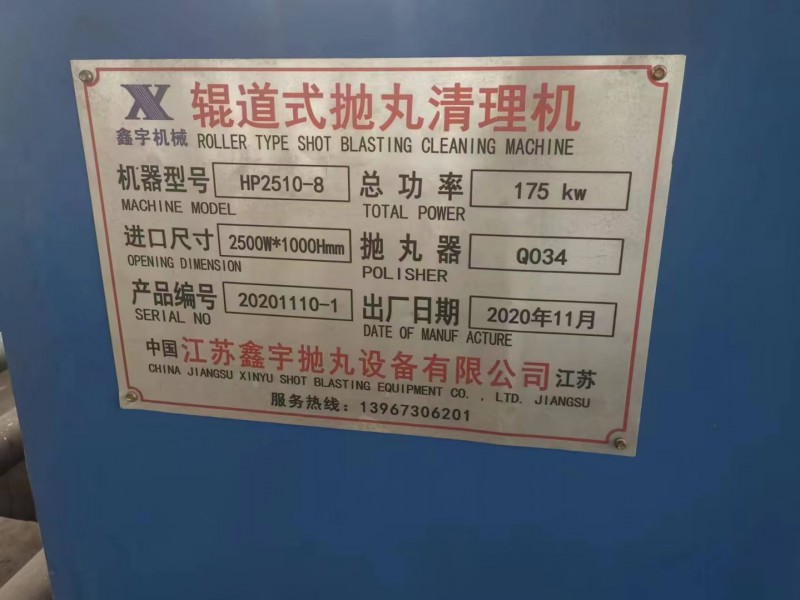 辊道式抛丸清理机
鑫宇机械 ROLLER TYPE SHOT BLASTING CLEANING MACHINE
机器型号 HP2510-8 总功率 175 kw
MACHINE MODEL TOTAL POWER
进口尺寸 2500W*1000Hmm 抛丸器 Q034
OPENING DIMENSION POLISHER
产品编号 20201110-1 出厂日期 2020年11月
SERIAL NO DATE OF MANUF ACTURE
中国 江苏鑫宇抛丸设备有限公司 江苏
CHINA JIANGSU XINYU SHOT BLASTING EQUIPMENT CO. , LTD. JIANGSU
服务热线：13967306201